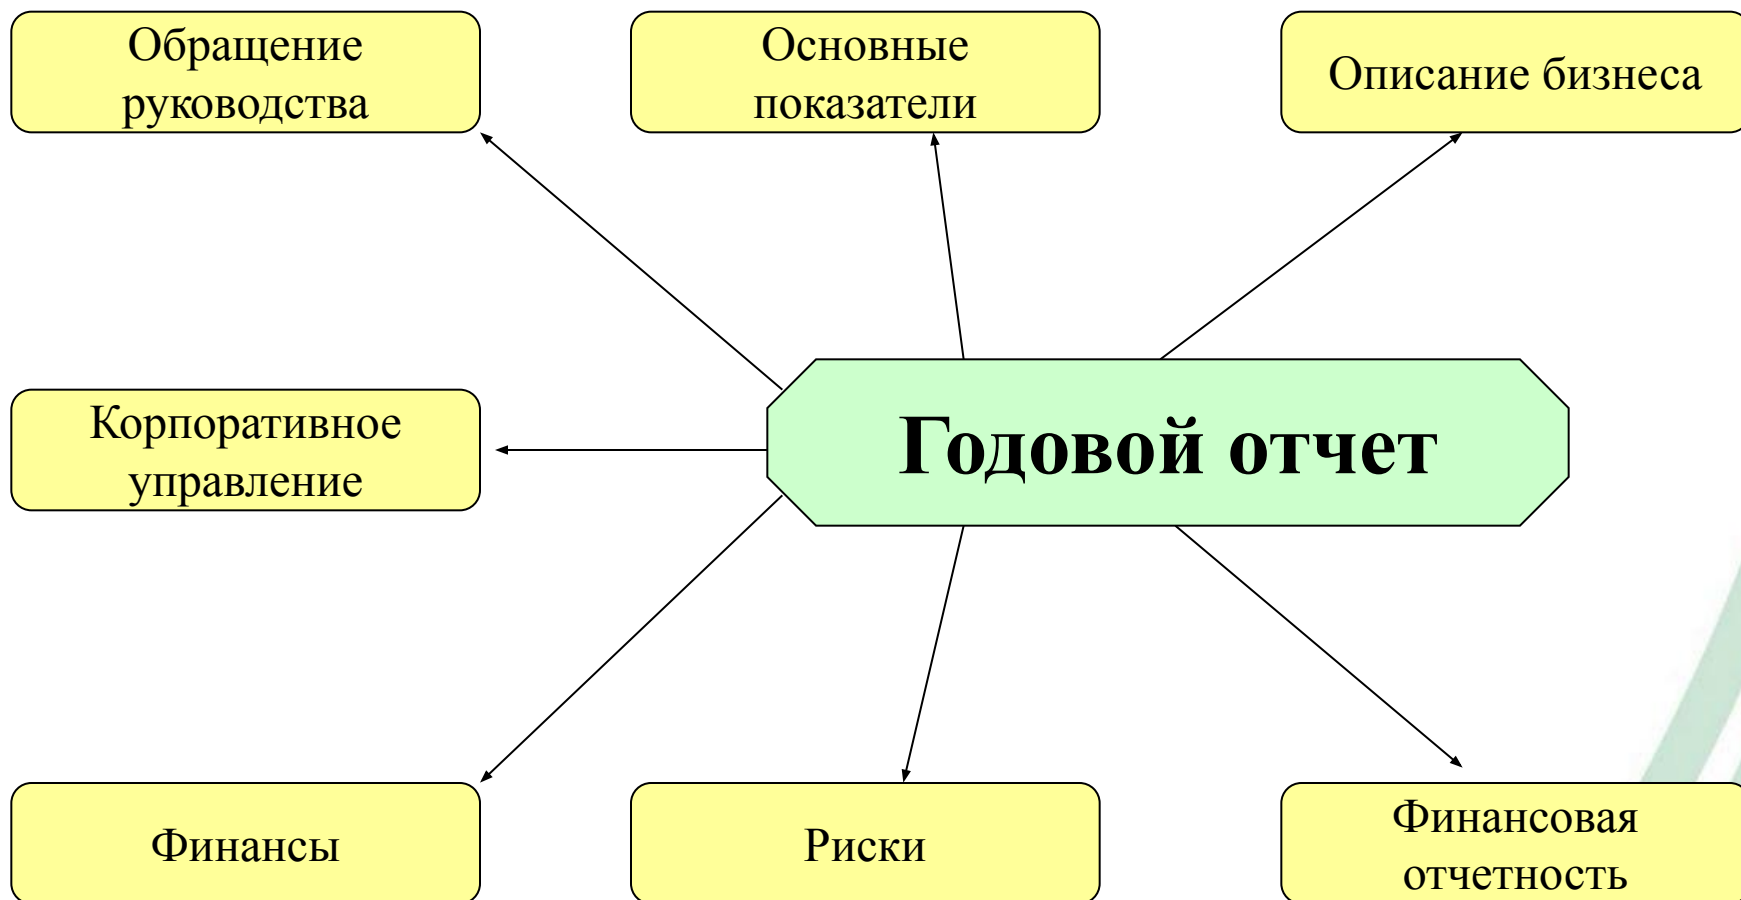 Обращение
руководства
Основные
показатели
Описание бизнеса
Корпоративное
управление
Годовой отчет
Финансы
Риски
Финансовая
отчетность